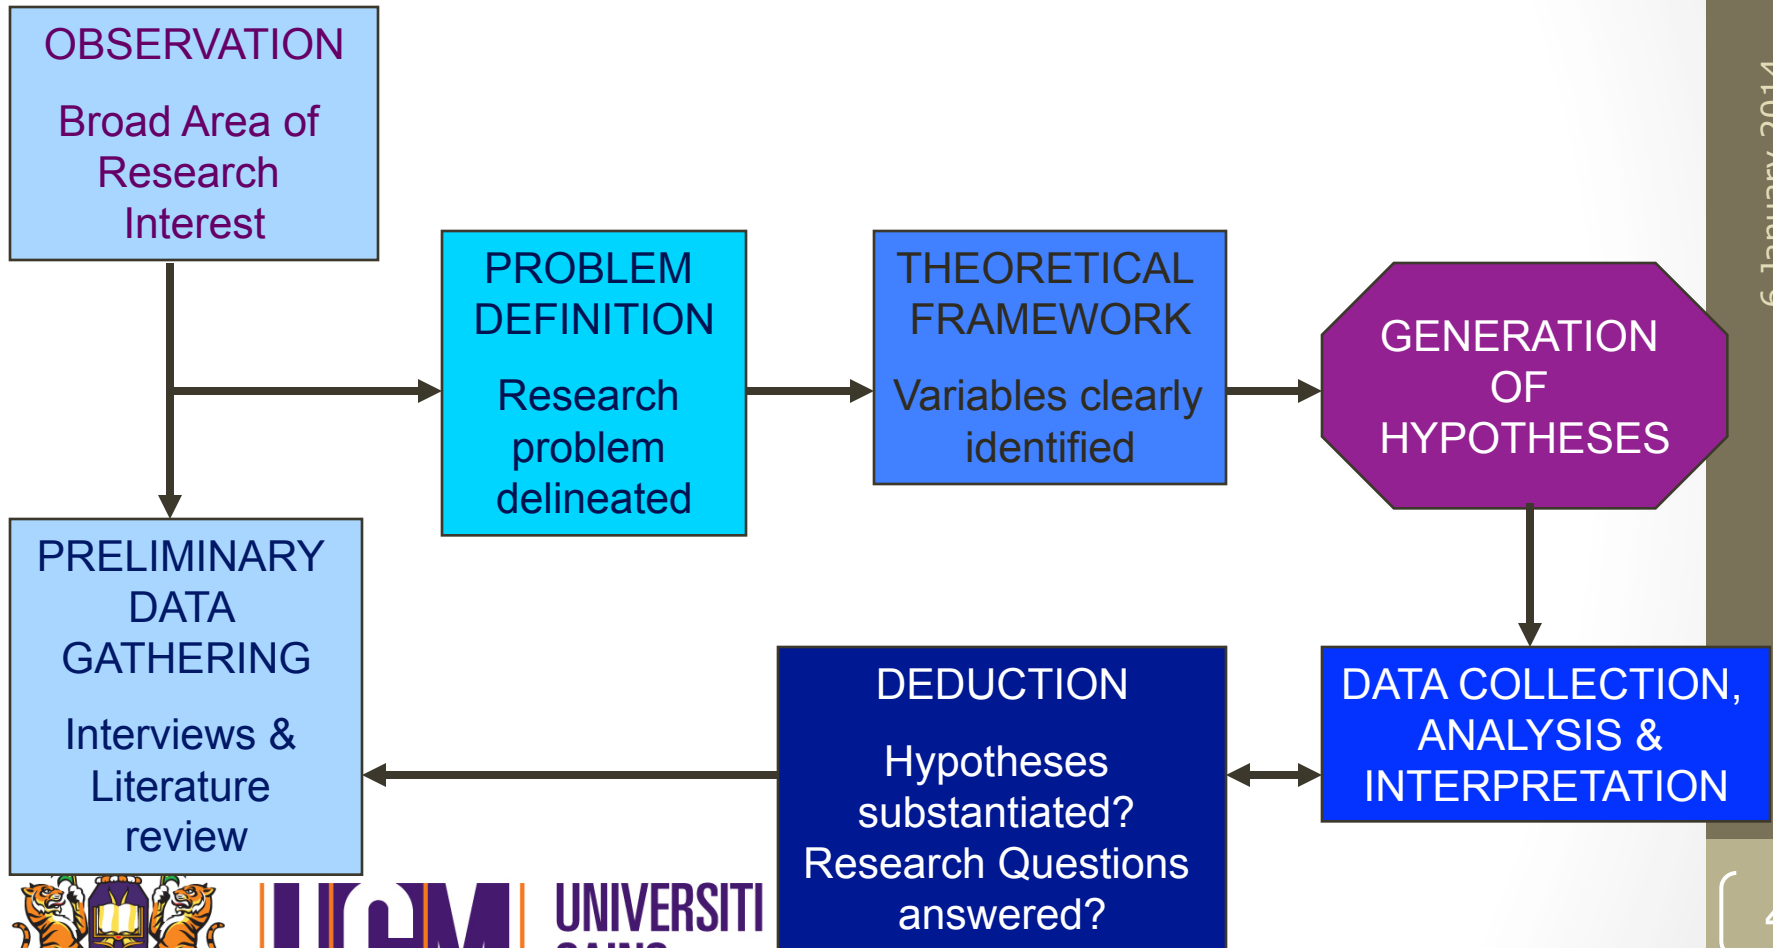 OBSERVATION
Broad Area of
Research
Interest
PROBLEM
DEFINITION
Research
problem
delineated
THEORETICAL
FRAMEWORK
Variables clearly
identified
GENERATION
OF
HYPOTHESES
PRELIMINARY
DATA
GATHERING
Interviews &
Literature
review
DEDUCTION
Hypotheses
substantiated?
Research Questions
answered?
DATA COLLECTION,
ANALYSIS &
INTERPRETATION
6 January 2014
USM
UNIVERSITI
SAINS